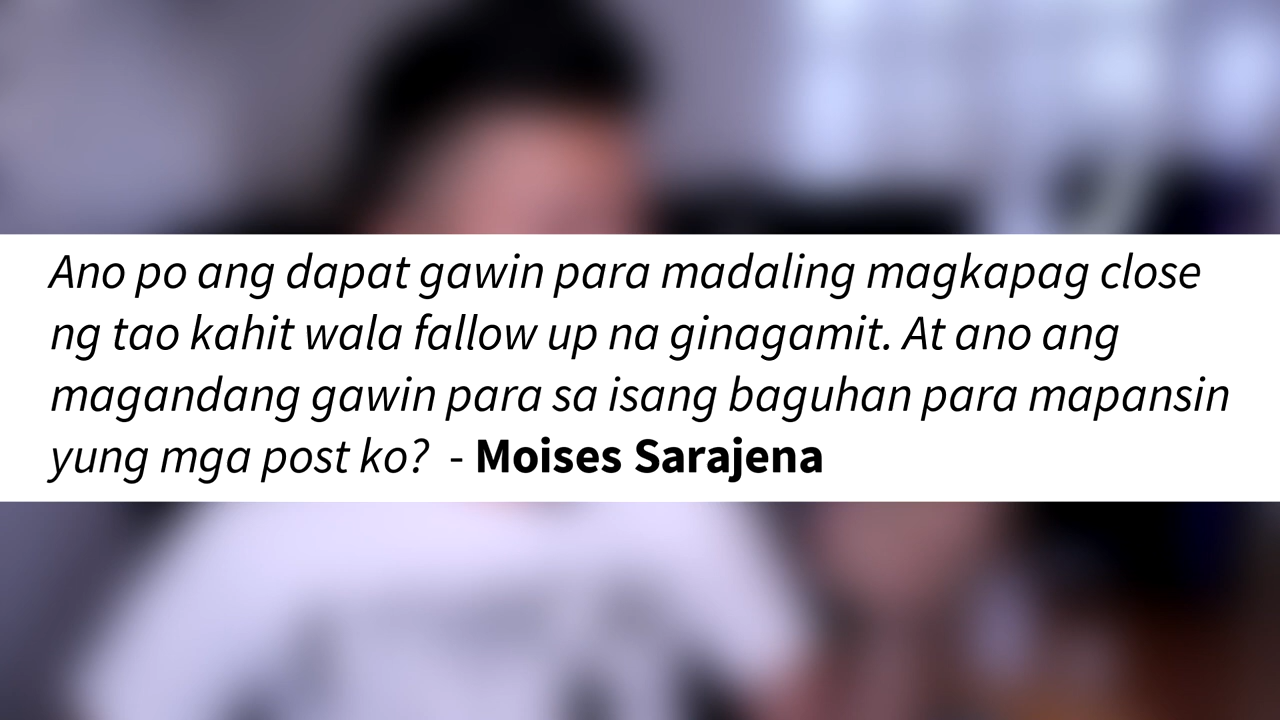 Ano po ang dapat gawin para madaling magkapag close
ng tao kahit wala fallow up na ginagamit. At ano ang
magandang gawin para sa isang baguhan para mapansin
yung mga post ko? - Moises Sarajena